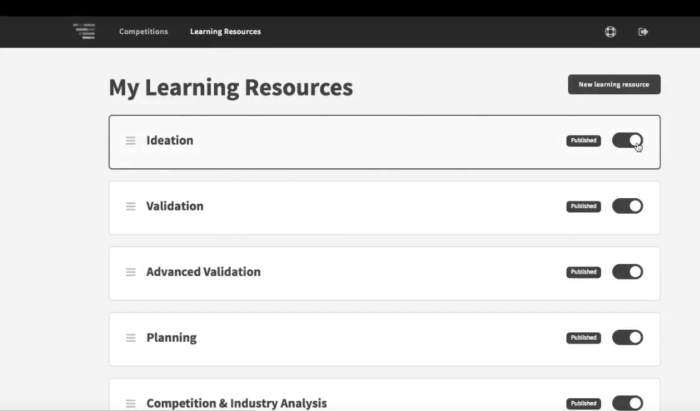 Competitions Learning Resources
My Learning Resources
New learning resource
Ideation Published
Validation Published
Advanced Validation Published
Planning Published
Competition & Industry Analysis Published